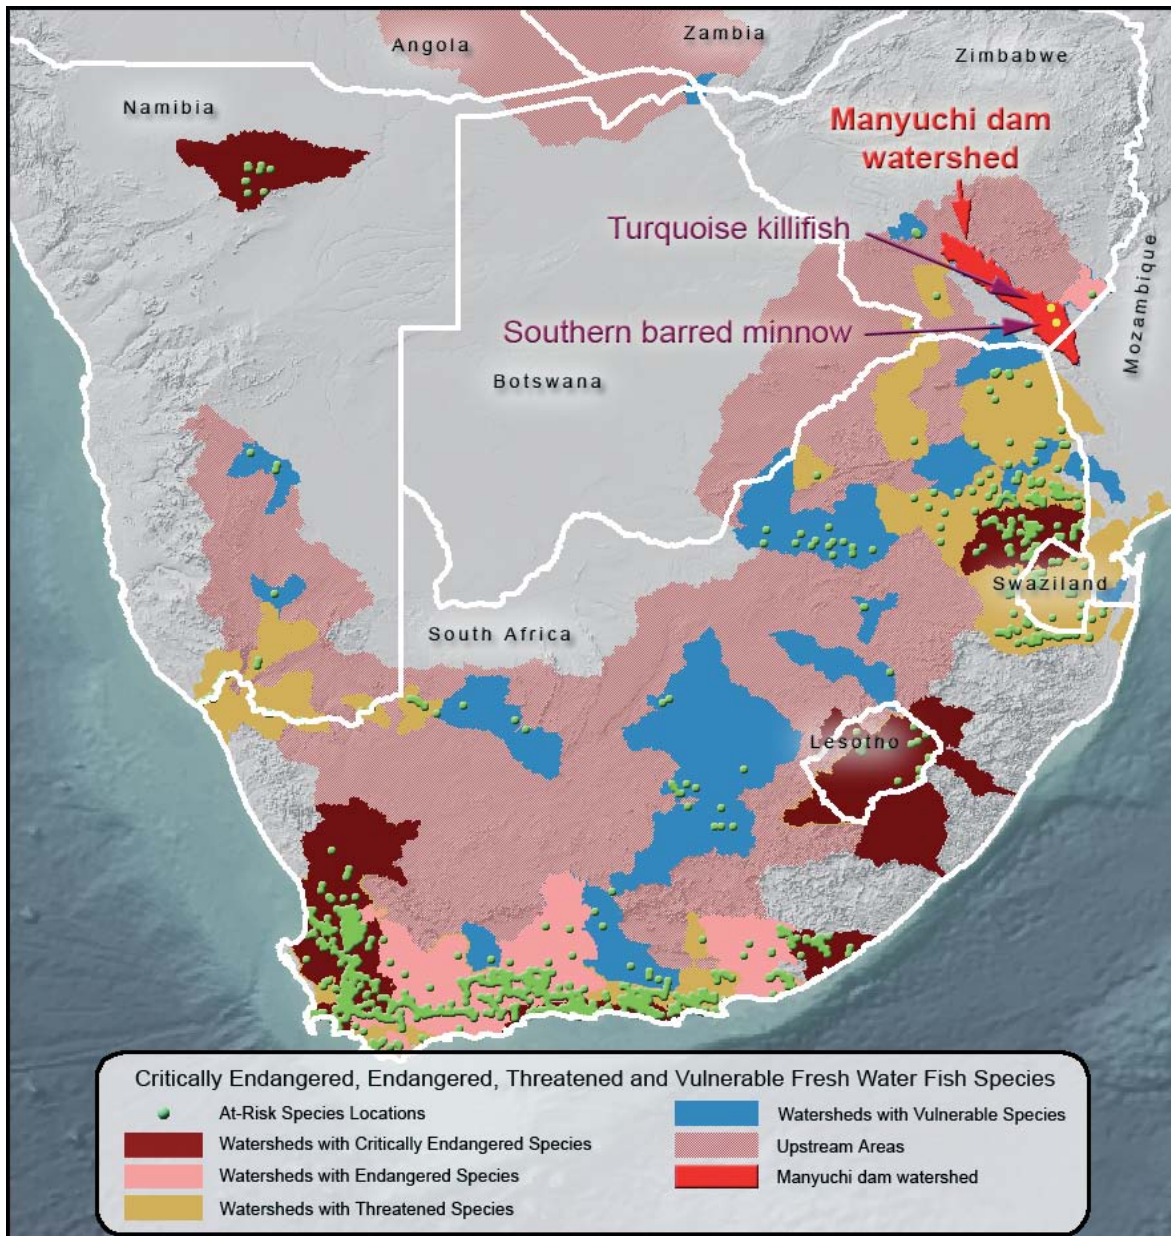 Angola
Zambia
Zimbabwe
Namibia
Manyuchi dam
watershed
Turquoise killifish
Mozambique
Southern barred minnow
Botswana
Swaziland
South Africa
Lesotno
Critically Endangered, Endangered, Threatened and Vulnerable Fresh Water Fish Species
At-Risk Species Locations
Watersheds with Critically Endangered Species
Watersheds with Endangered Species
Watersheds with Threatened Species
Watersheds with Vulnerable Species
Upstream Areas
Manyuchi dam watershed